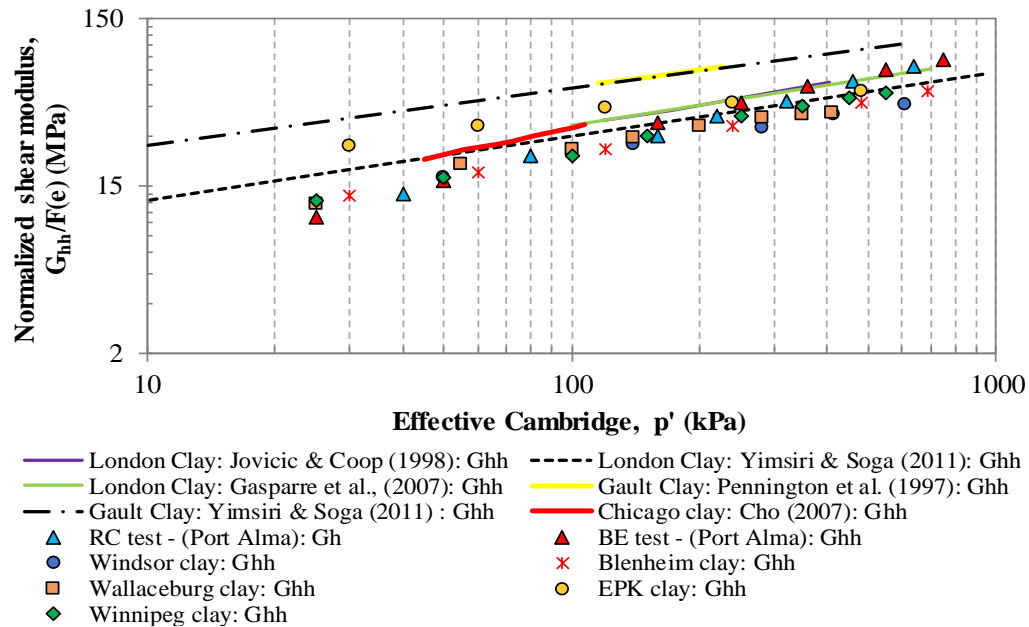 Normalized shear modulus,
Ghh/F(e) (MPa)
150
15
2
10 100 1000
Effective Cambridge, p' (kPa)
London Clay: Jovicic & Coop (1998): Ghh
London Clay: Yimsiri & Soga (2011): Ghh
London Clay: Gasparre et al., (2007): Ghh
Gault Clay: Pennington et al. (1997): Ghh
Gault Clay: Yimsiri & Soga (2011) : Ghh
Chicago clay: Cho (2007): Ghh
RC test - (Port Alma): Gh
BE test - (Port Alma): Ghh
Windsor clay: Ghh
Blenheim clay: Ghh
Wallaceburg clay: Ghh
EPK clay: Ghh
Winnipeg clay: Ghh